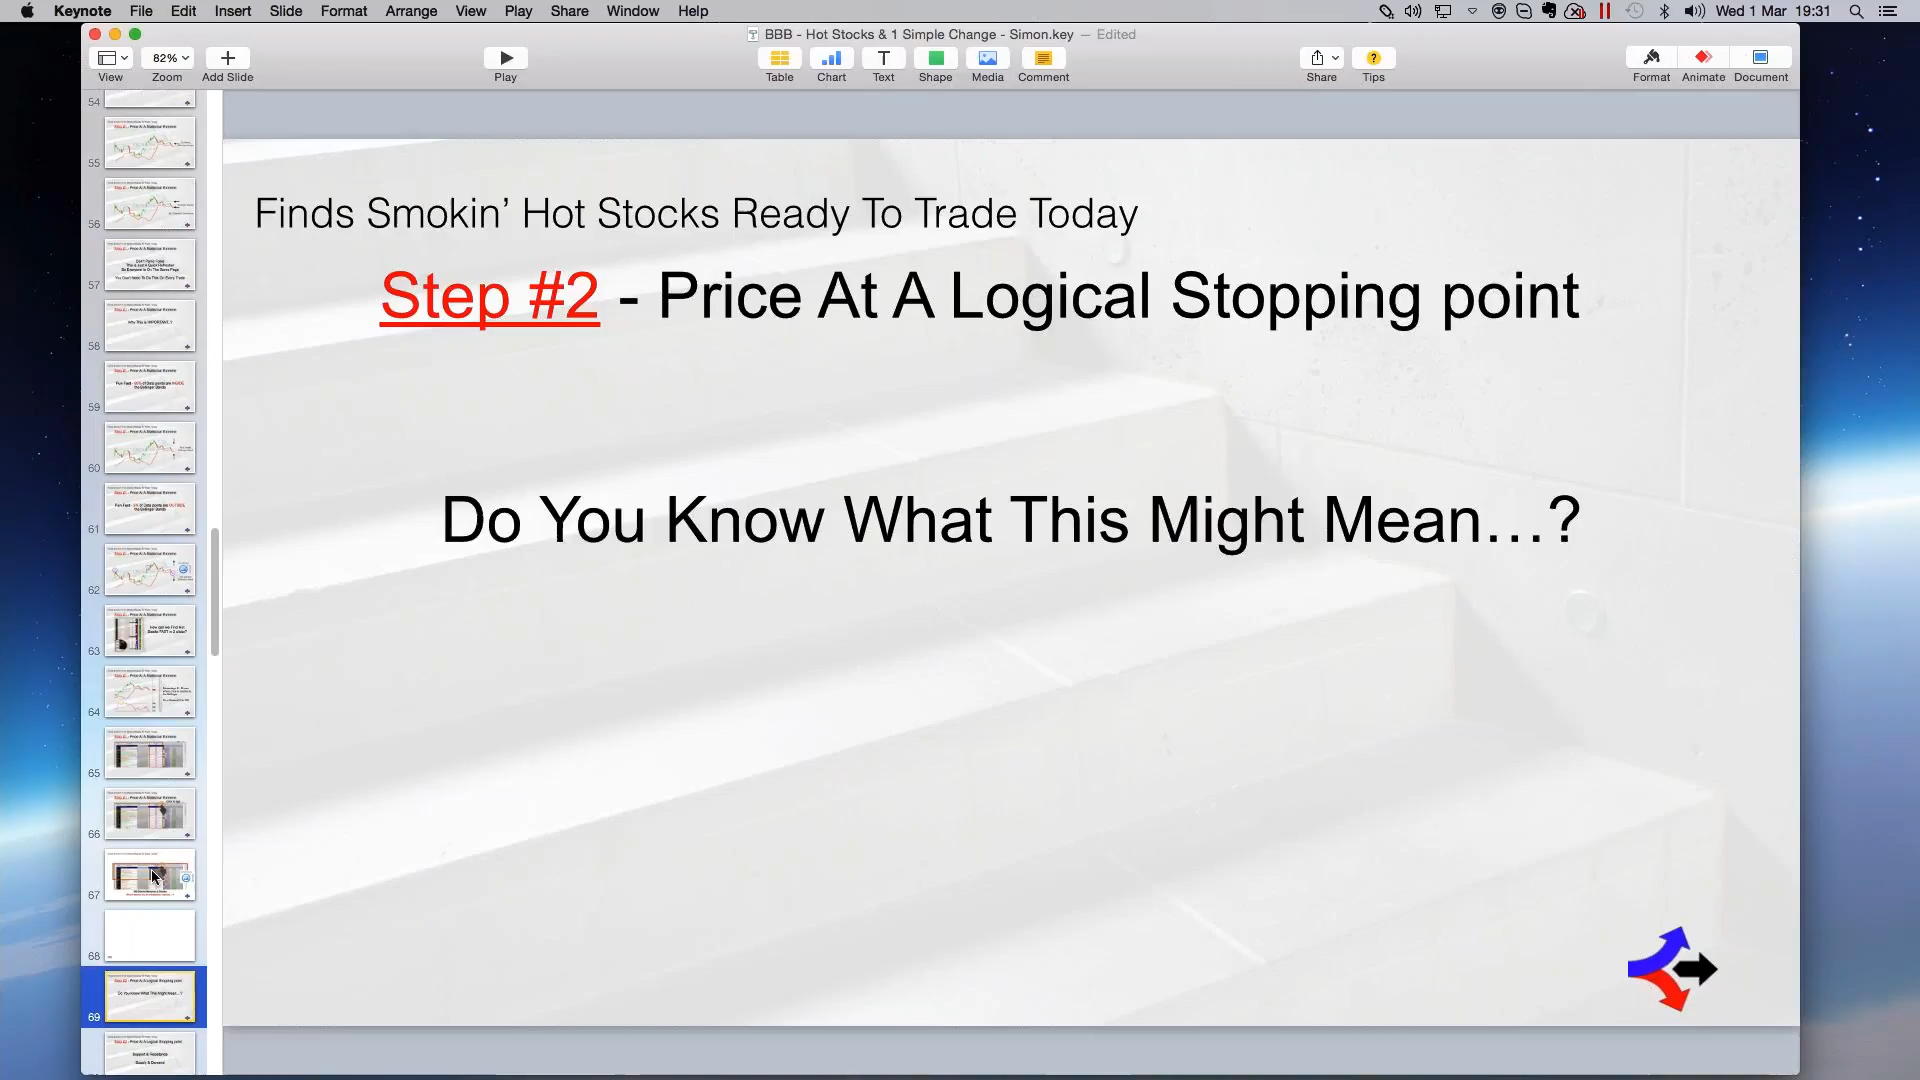 Keynote File Edit Insert Slide Format Arrange View Play Share Window Help
Wed 1 Mar 19:31
BBB - Hot Stocks & 1 Simple Change - Simon.key — Edited
82%
View Zoom Add Slide Play Table Chart Text Shape Media Comment Share Tips Format Animate Document
54
55
56
57
58
59
60
61
62
63
64
65
66
67
68
69
Finds Smokin’ Hot Stocks Ready To Trade Today
Step #2 - Price At A Logical Stopping point
Do You Know What This Might Mean…?